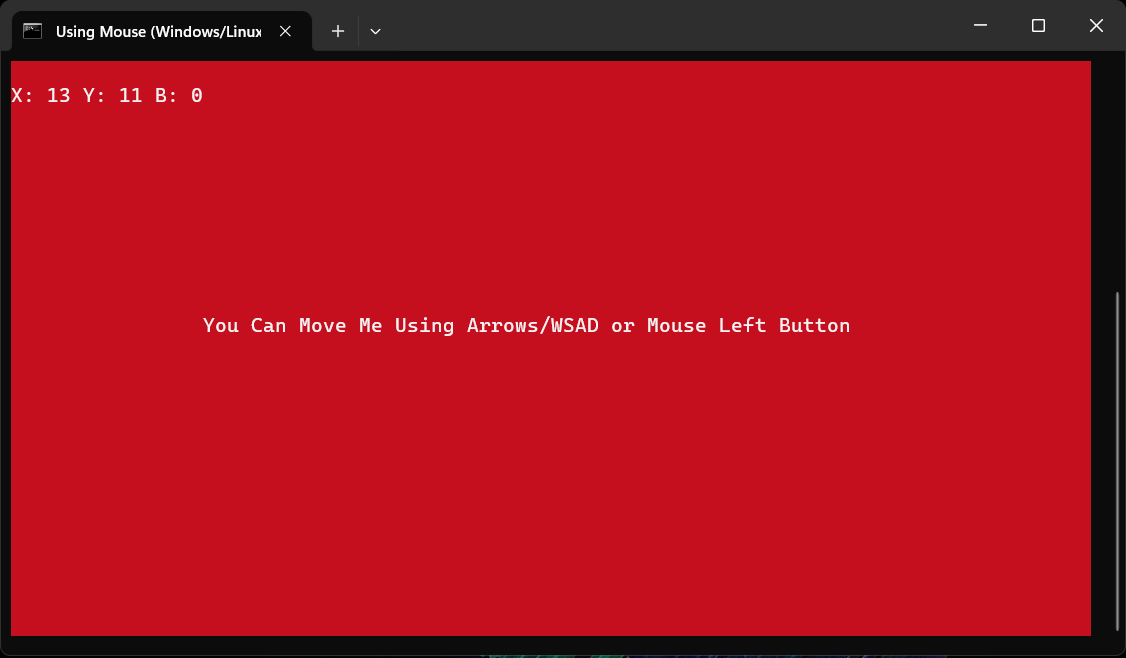 Using Mouse (Windows/Linux
X: 13 Y: 11 B: 0
You Can Move Me Using Arrows/WSAD or Mouse Left Button